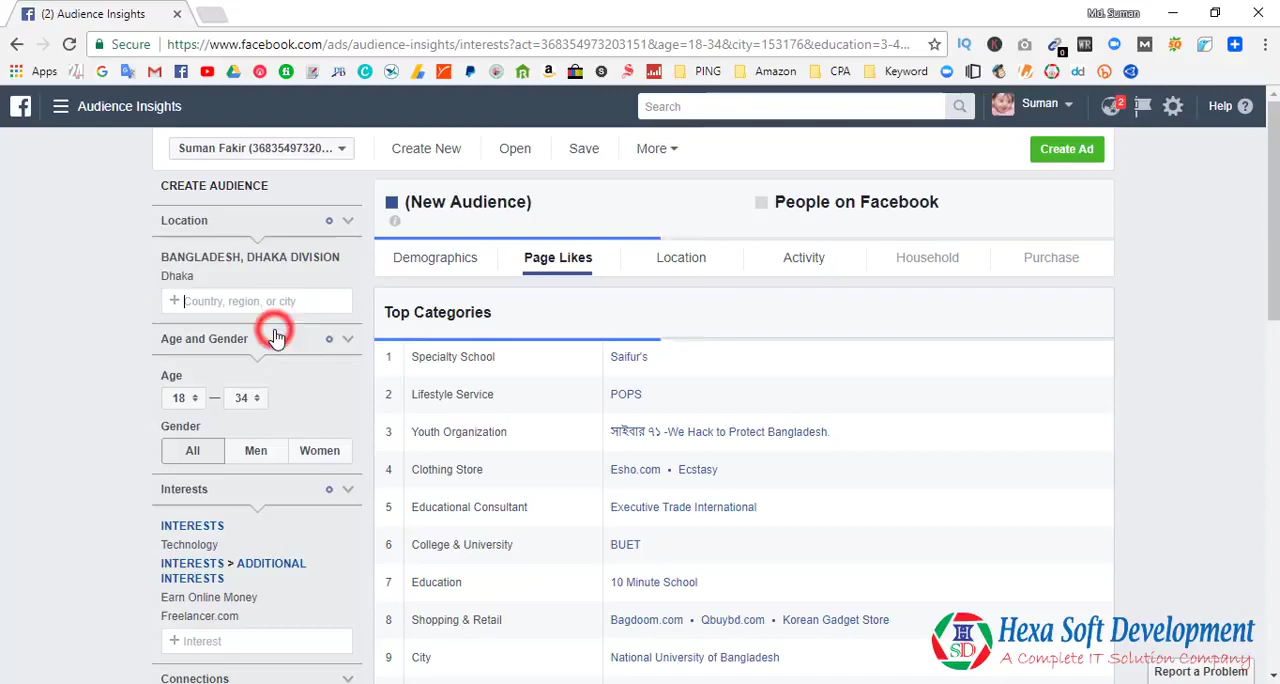 (2) Audience Insights
Md. Suman
Secure
https://www.facebook.com/ads/audience-insights/interests?act=368354973203151&age=18-34&city=153176&education=3-4...
Apps
PING
Amazon
CPA
Keyword
Audience Insights
Search
Suman
2
Help
Suman Fakir (36835497320...
Create New
Open
Save
More
Create Ad
CREATE AUDIENCE
Location
BANGLADESH, DHAKA DIVISION
Dhaka
Country, region, or city
Age and Gender
Age
18 — 34
Gender
All
Men
Women
Interests
INTERESTS
Technology
INTERESTS > ADDITIONAL
INTERESTS
Earn Online Money
Freelancer.com
Interest
Connections
(New Audience)
People on Facebook
Demographics
Page Likes
Location
Activity
Household
Purchase
Top Categories
1 Specialty School Saifur's
2 Lifestyle Service POPS
3 Youth Organization সাইবার ৭১ -We Hack to Protect Bangladesh.
4 Clothing Store Esho.com • Ecstasy
5 Educational Consultant Executive Trade International
6 College & University BUET
7 Education 10 Minute School
8 Shopping & Retail Bagdoom.com • Qbuybd.com • Korean Gadget Store
9 City National University of Bangladesh
HSD
Hexa Soft Development
A Complete IT Solution Company
Report a Problem